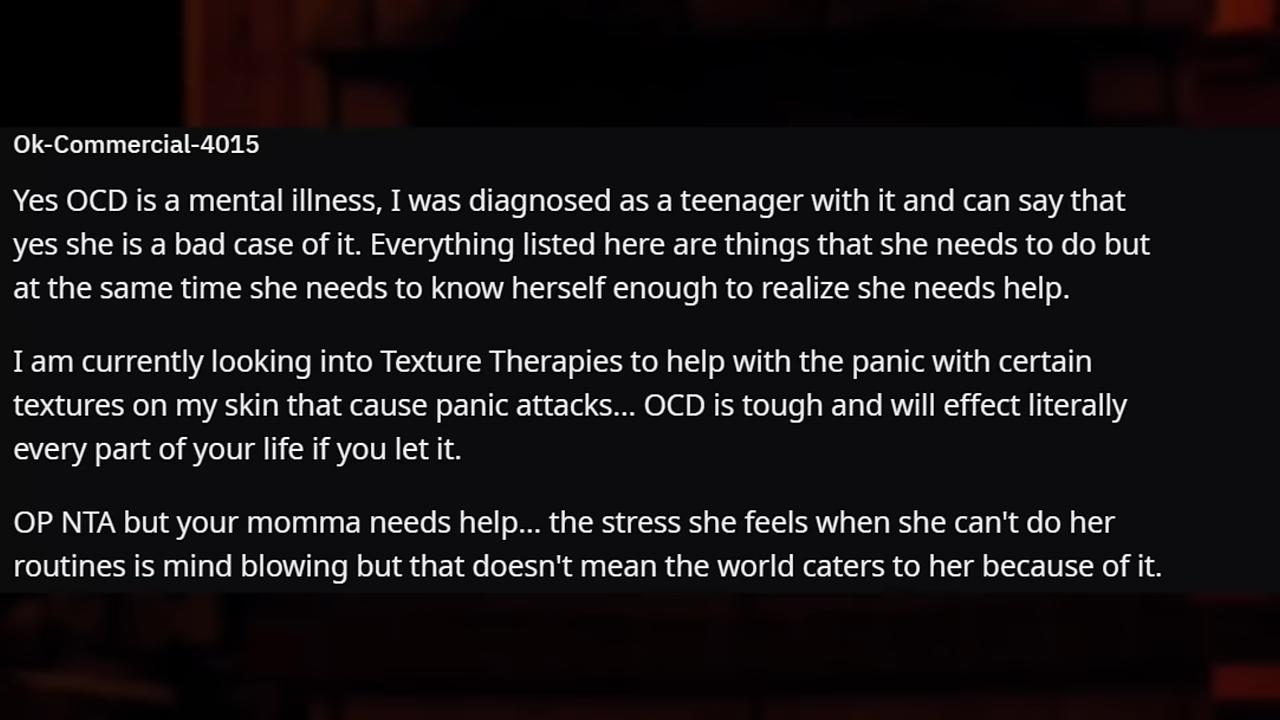 Ok-Commercial-4015
Yes OCD is a mental illness, I was diagnosed as a teenager with it and can say that
yes she is a bad case of it. Everything listed here are things that she needs to do but
at the same time she needs to know herself enough to realize she needs help.
I am currently looking into Texture Therapies to help with the panic with certain
textures on my skin that cause panic attacks... OCD is tough and will effect literally
every part of your life if you let it.
OP NTA but your momma needs help... the stress she feels when she can't do her
routines is mind blowing but that doesn't mean the world caters to her because of it.